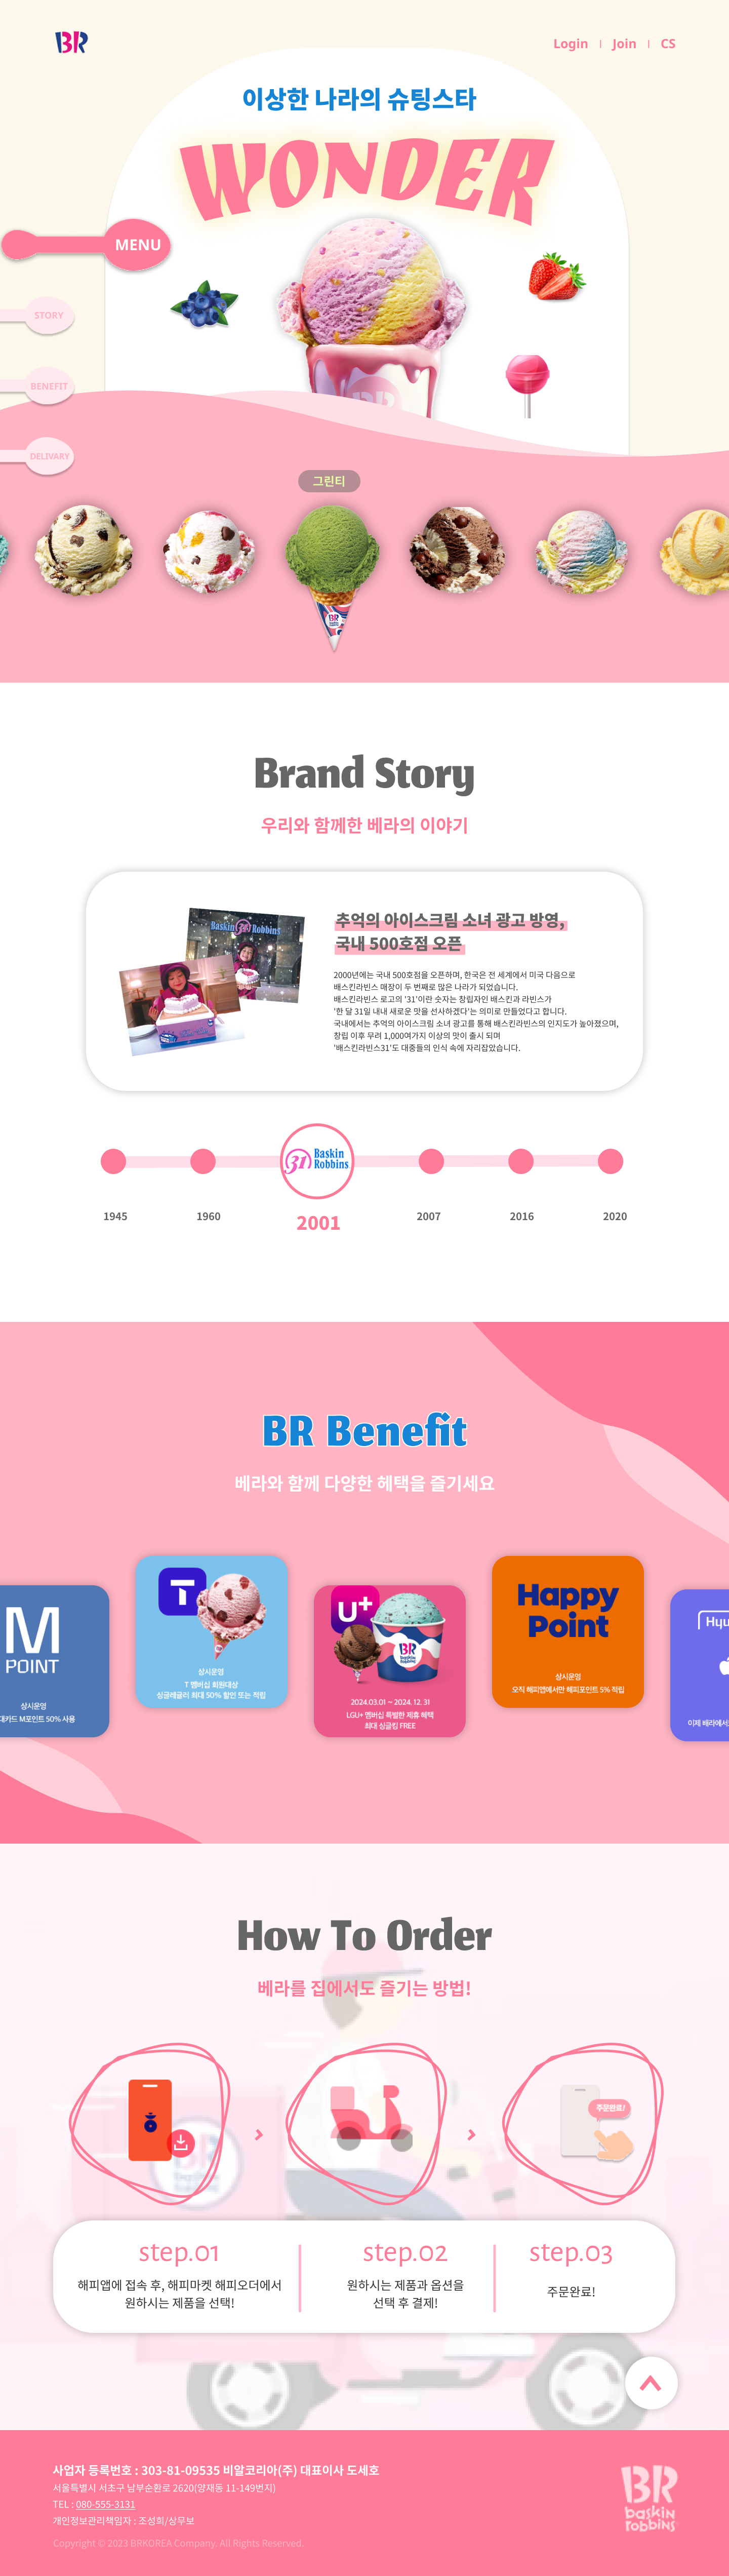 BR
Login | Join | CS
이상한 나라의 슈팅스타
WONDER
MENU
STORY
BENEFIT
DELIVARY
BR
그린티
Brand Story
우리와 함께한 베라의 이야기
Baskin 31 Robbins
추억의 아이스크림 소녀 광고 방영,
국내 500호점 오픈
2000년에는 국내 500호점을 오픈하며, 한국은 전 세계에서 미국 다음으로
배스킨라빈스 매장이 두 번째로 많은 나라가 되었습니다.
배스킨라빈스 로고의 '31'이란 숫자는 창립자인 배스킨과 라빈스가
'한 달 31일 내내 새로운 맛을 선사하겠다'는 의미로 만들었다고 합니다.
국내에서는 추억의 아이스크림 소녀 광고를 통해 배스킨라빈스의 인지도가 높아졌으며,
창립 이후 무려 1,000여가지 이상의 맛이 출시 되며
'배스킨라빈스31'도 대중들의 인식 속에 자리잡았습니다.
31 Baskin
Robbins
1945
1960
2001
2007
2016
2020
BR Benefit
베라와 함께 다양한 혜택을 즐기세요
M
POINT
상시운영
대카드 M포인트 50% 사용
T
상시운영
T 멤버십 회원대상
싱글레귤러 최대 50% 할인 또는 적립
U+
BR
baskin
robbins
2024.03.01 ~ 2024. 12. 31
LGU+ 멤버십 특별한 제휴 혜택
최대 싱글킹 FREE
Happy
Point
상시운영
오직 해피앱에서만 해피포인트 5% 적립
Hyu
이제 배라에서
How To Order
베라를 집에서도 즐기는 방법!
주문완료!
step.01
해피앱에 접속 후, 해피마켓 해피오더에서
원하시는 제품을 선택!
step.02
원하시는 제품과 옵션을
선택 후 결제!
step.03
주문완료!
사업자 등록번호 : 303-81-09535 비알코리아(주) 대표이사 도세호
서울특별시 서초구 남부순환로 2620(양재동 11-149번지)
TEL : 080-555-3131
개인정보관리책임자 : 조성희/상무보
Copyright © 2023 BRKOREA Company. All Rights Reserved.
BR
baskin
robbins